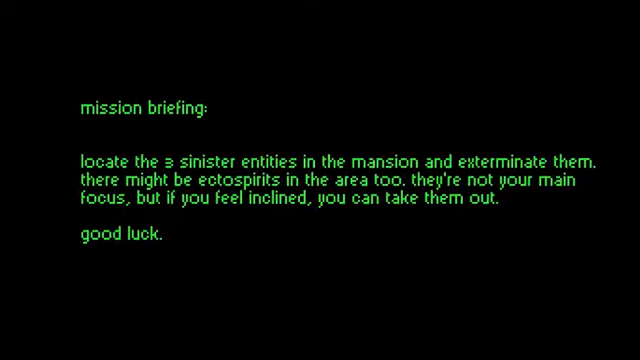 mission briefing:
locate the 3 sinister entities in the mansion and exterminate them.
there might be ectospirits in the area too. they're not your main
focus, but if you feel inclined, you can take them out.
good luck.